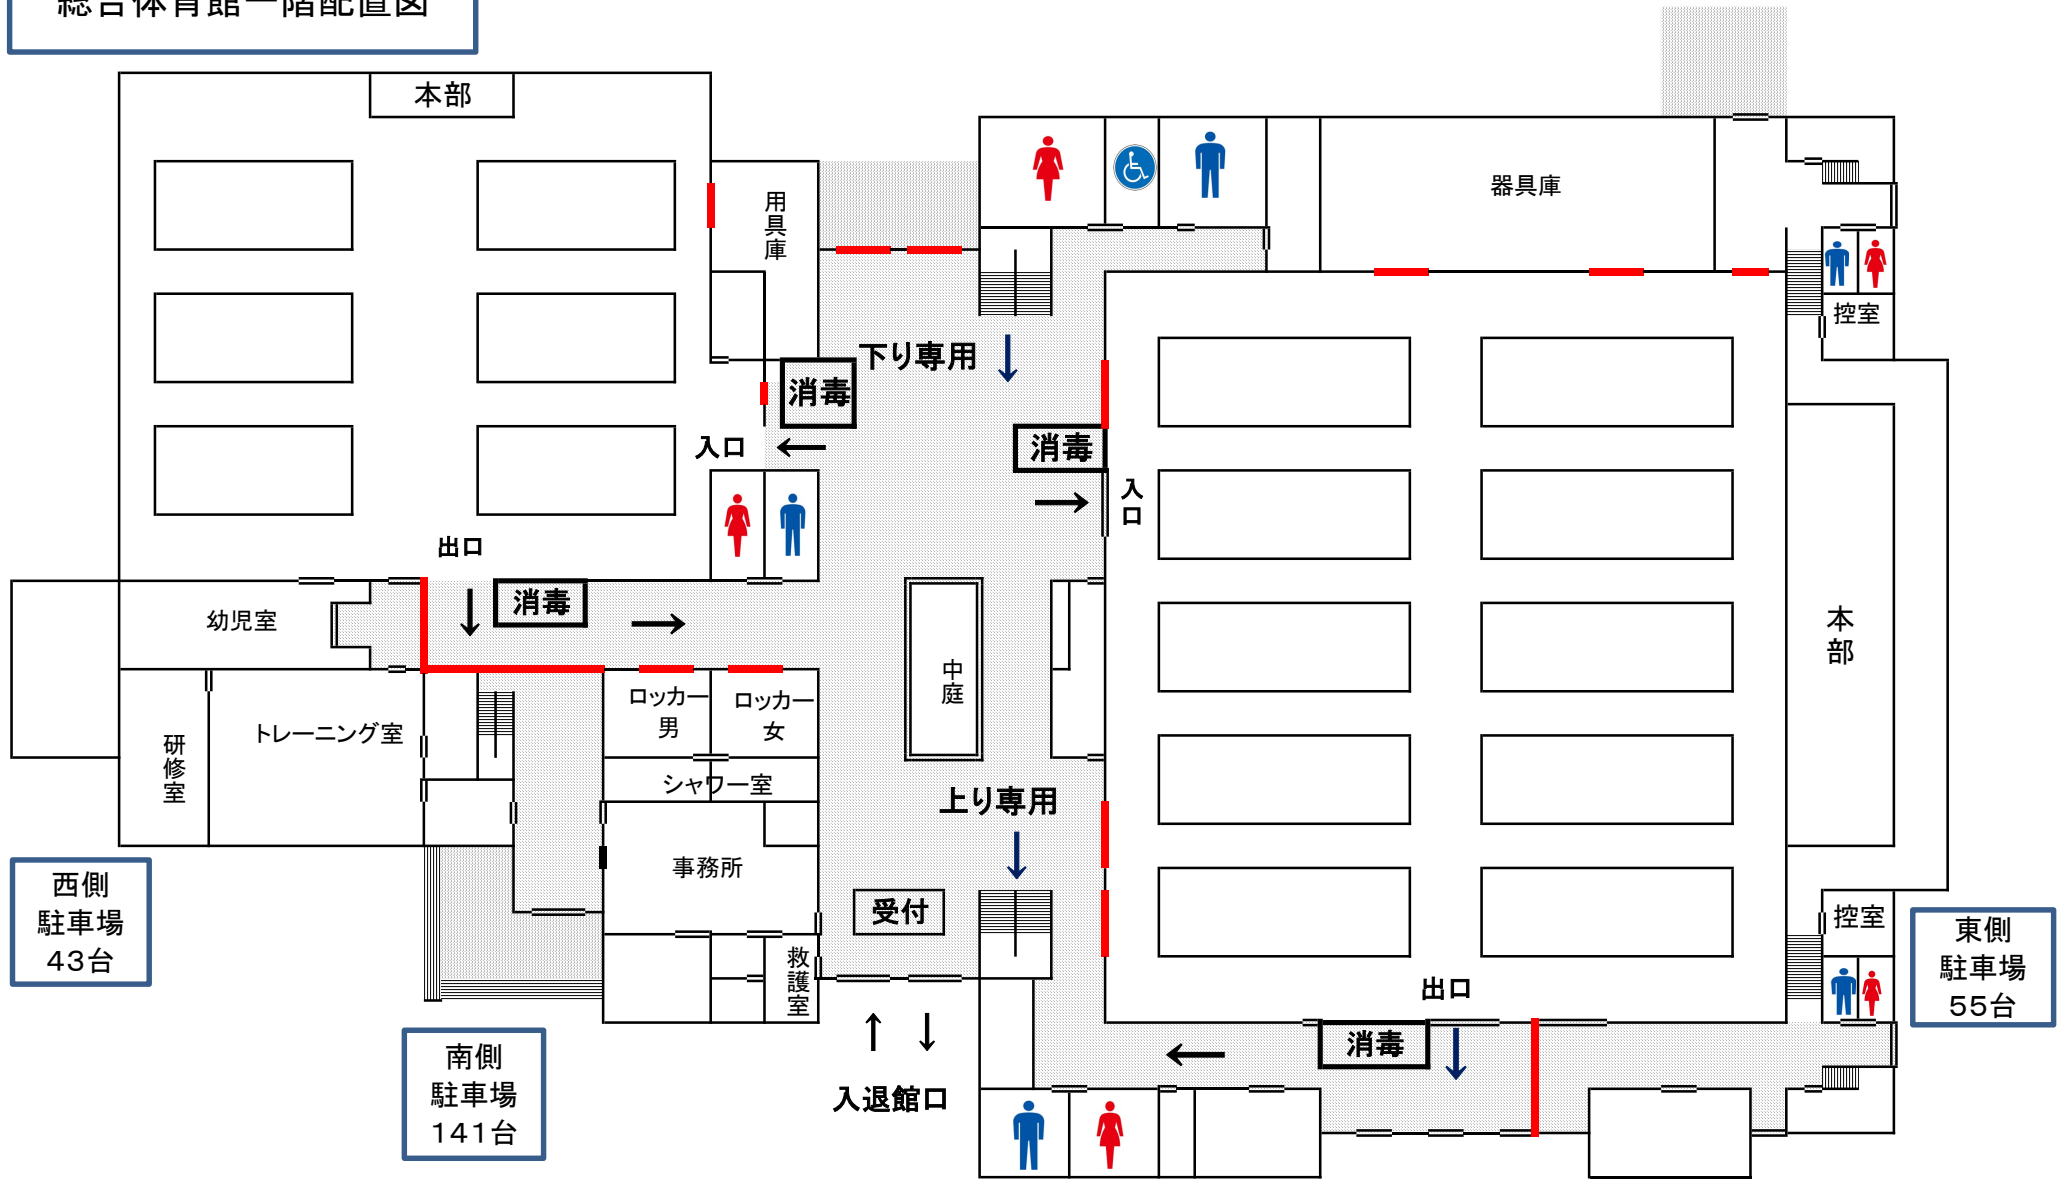 総合体育館一階配置図
本部
用具庫
器具庫
控室
下り専用
消毒
消毒
入口
入口
出口
消毒
幼児室
中庭
本部
ロッカー
男
ロッカー
女
研修室
トレーニング室
シャワー室
上り専用
事務所
受付
西側
駐車場
43台
救護室
控室
東側
駐車場
55台
出口
消毒
南側
駐車場
141台
入退館口